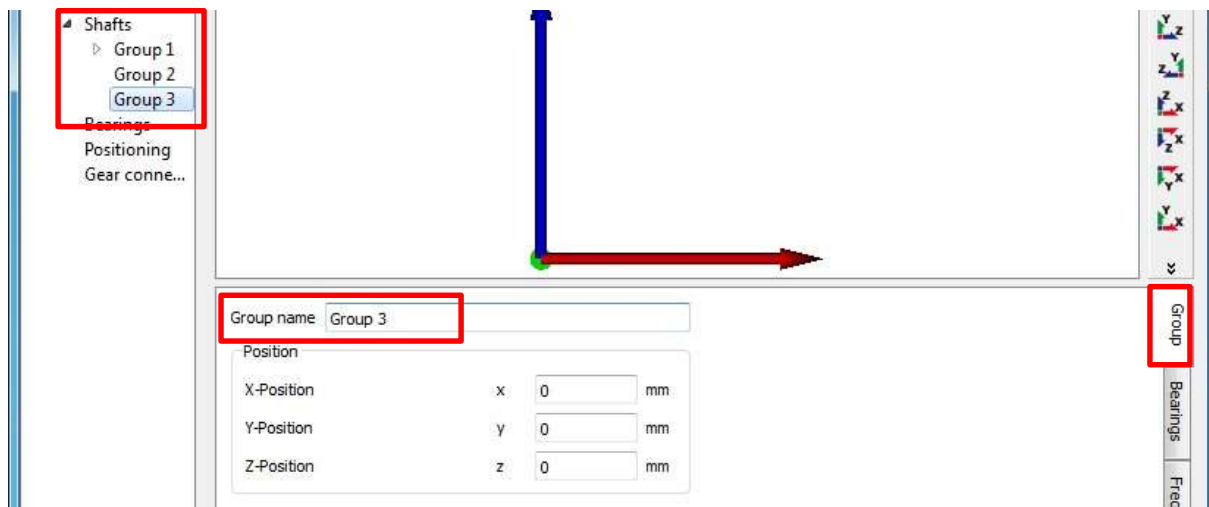 Shafts
Group 1
Group 2
Group 3
Bearings
Positioning
Gear conne...
Y
Z
Y
Z
Z
X
X
Z
X
Y
Y
X
Group name Group 3
Position
X-Position x 0 mm
Y-Position y 0 mm
Z-Position z 0 mm
Group
Bearings